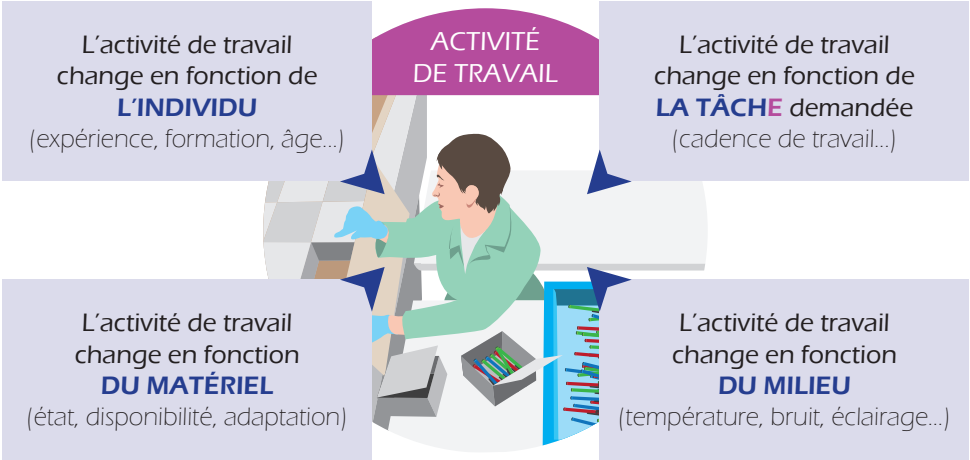 L'activité de travail
change en fonction de
L'INDIVIDU
(expérience, formation, âge...)
ACTIVITÉ
DE TRAVAIL
L'activité de travail
change en fonction de
LA TÂCHE demandée
(cadence de travail...)
L'activité de travail
change en fonction
DU MATÉRIEL
(état, disponibilité, adaptation)
L'activité de travail
change en fonction
DU MILIEU
(température, bruit, éclairage...)